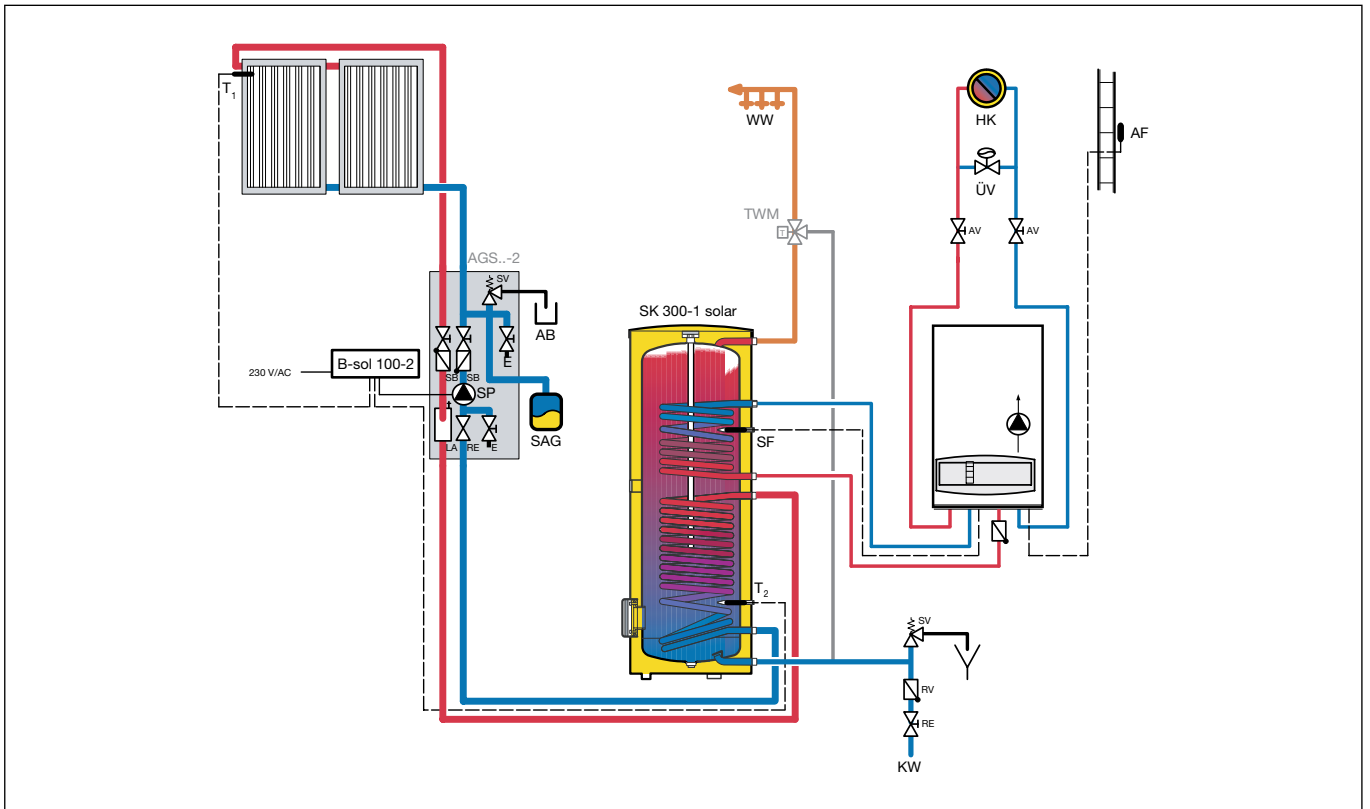 T1
WW
HK
AF
ÜV
TWM
AV
AV
AGS..-2
SV
AB
SK 300-1 solar
E
B-sol 100-2
230 V/AC
SB
SB
SP
SAG
SF
LA
RE
E
T2
SV
RV
RE
KW
T